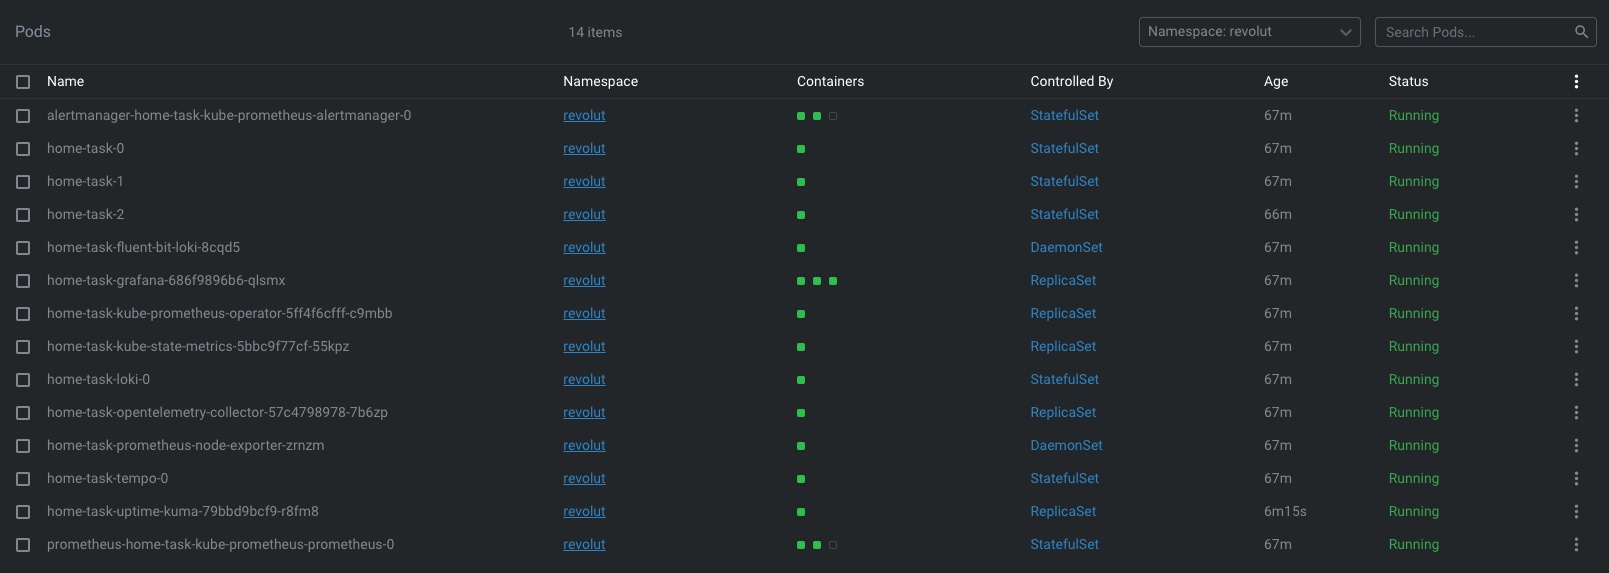 Pods 14 items Namespace: revolut Search Pods...
Name Namespace Containers Controlled By Age Status
alertmanager-home-task-kube-prometheus-alertmanager-0 revolut StatefulSet 67m Running
home-task-0 revolut StatefulSet 67m Running
home-task-1 revolut StatefulSet 67m Running
home-task-2 revolut StatefulSet 66m Running
home-task-fluent-bit-loki-8cqd5 revolut DaemonSet 67m Running
home-task-grafana-686f9896b6-qlsmx revolut ReplicaSet 67m Running
home-task-kube-prometheus-operator-5ff4f6cfff-c9mbb revolut ReplicaSet 67m Running
home-task-kube-state-metrics-5bbc9f77cf-55kpz revolut ReplicaSet 67m Running
home-task-loki-0 revolut StatefulSet 67m Running
home-task-opentelemetry-collector-57c4798978-7b6zp revolut ReplicaSet 67m Running
home-task-prometheus-node-exporter-zrnzm revolut DaemonSet 67m Running
home-task-tempo-0 revolut StatefulSet 67m Running
home-task-uptime-kuma-79bbd9bcf9-r8fm8 revolut ReplicaSet 6m15s Running
prometheus-home-task-kube-prometheus-prometheus-0 revolut StatefulSet 67m Running